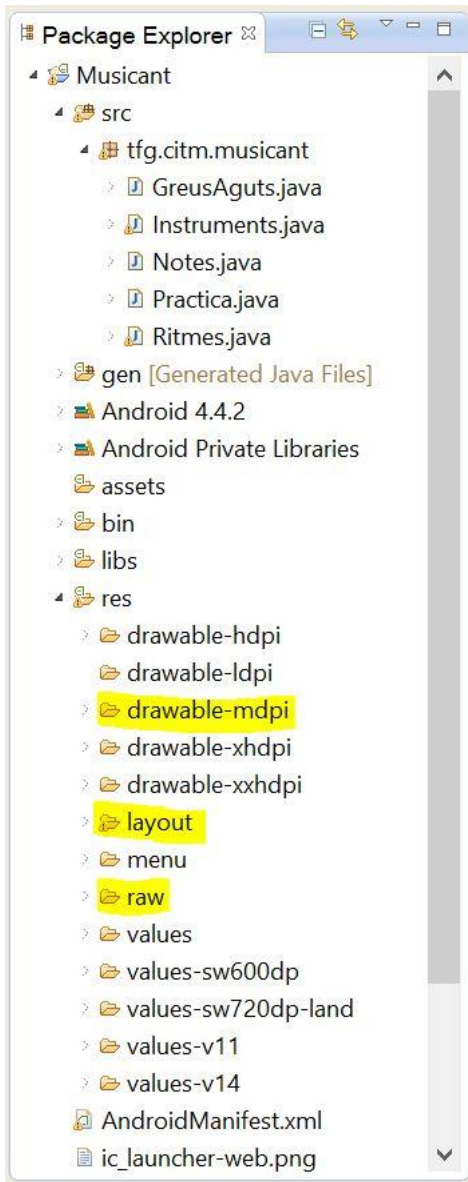 Package Explorer
Musicant
src
tfg.citm.musicant
GreusAguts.java
Instruments.java
Notes.java
Practica.java
Ritmes.java
gen [Generated Java Files]
Android 4.4.2
Android Private Libraries
assets
bin
libs
res
drawable-hdpi
drawable-ldpi
drawable-mdpi
drawable-xhdpi
drawable-xxhdpi
layout
menu
raw
values
values-sw600dp
values-sw720dp-land
values-v11
values-v14
AndroidManifest.xml
ic_launcher-web.png